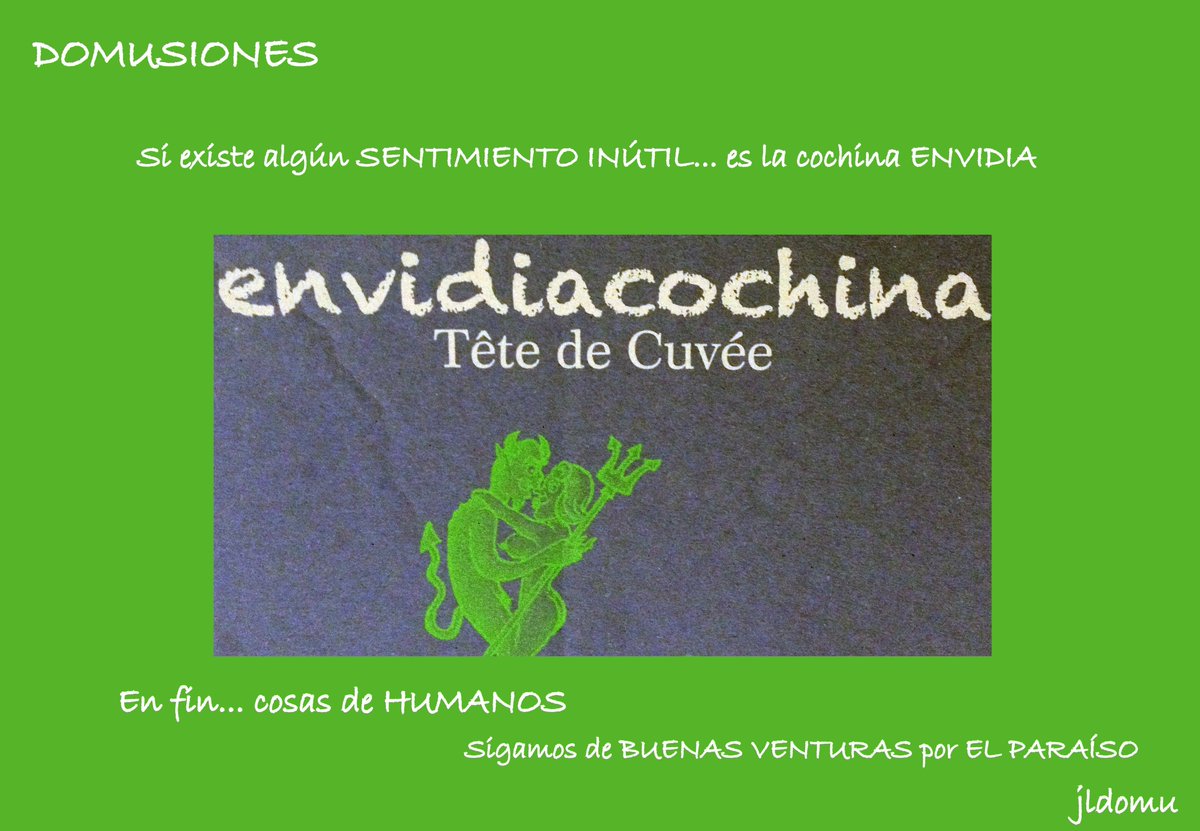 DOMUSIONES
Si existe algún SENTIMIENTO INÚTIL... es la cochina ENVIDIA
envidiacochina
Tête de Cuvée
En fin... cosas de HUMANOS
Sigamos de BUENAS VENTURAS por EL PARAÍSO
jldomu